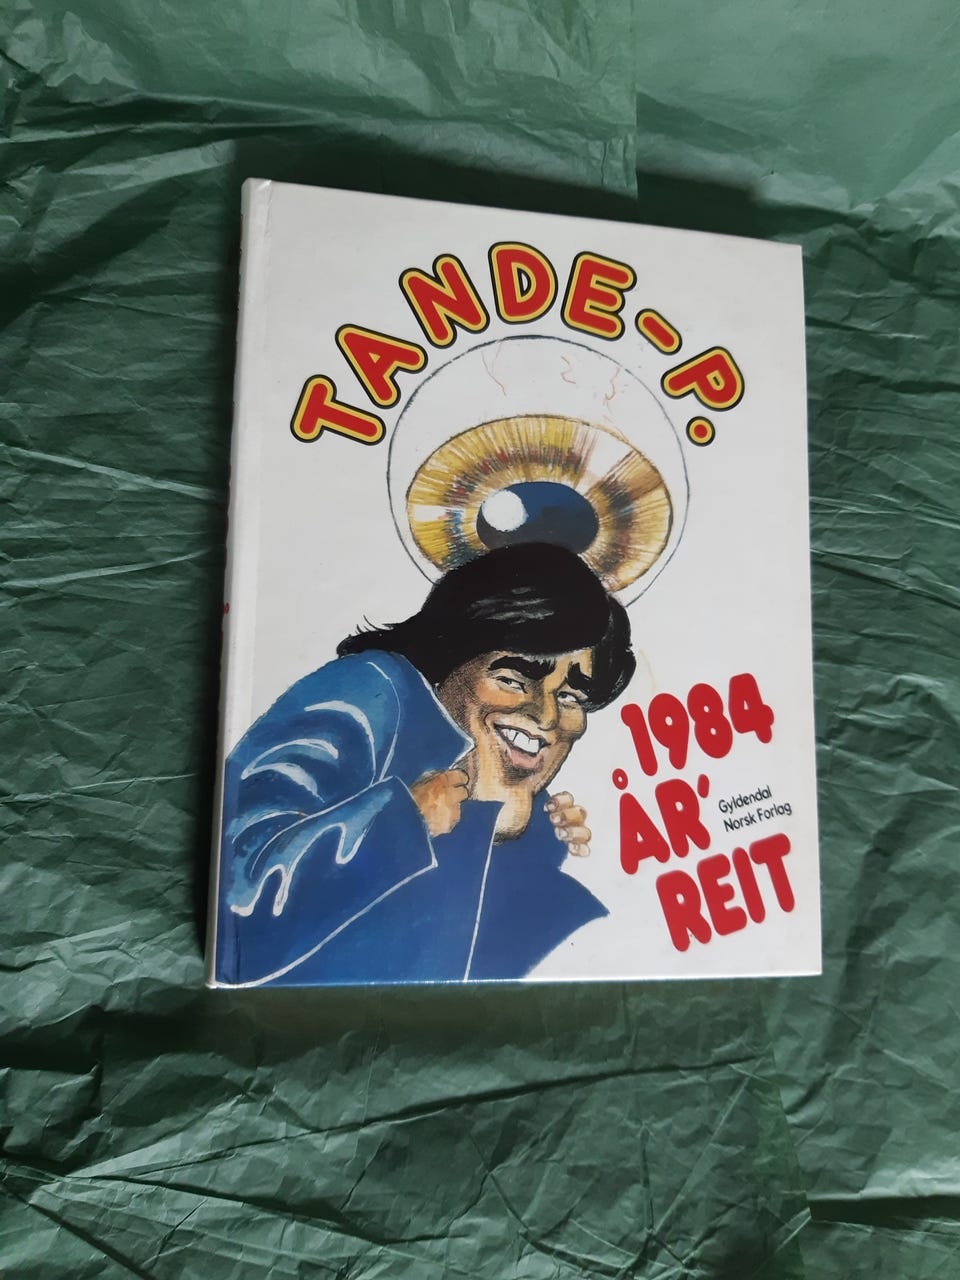 TANDE-P.
1984
ÅR'
REIT
Gyldendal
Norsk Forlag